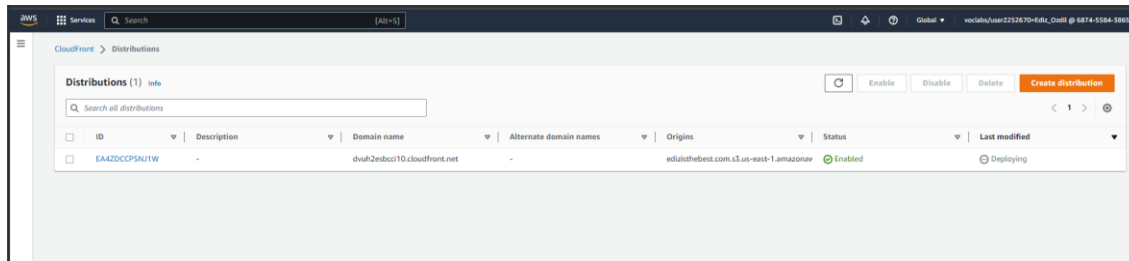 aws Services Search [Alt+S] Global voclabs/user2252670=Ediz_Ozdil @ 6874-5584-3865
CloudFront > Distributions
Distributions (1) Info Enable Disable Delete Create distribution
Search all distributions < 1 >
ID Description Domain name Alternate domain names Origins Status Last modified
EA4ZDCCPSNJ1W - dvuh2esbcci10.cloudfront.net - edizisthebest.com.s3.us-east-1.amazonav Enabled Deploying